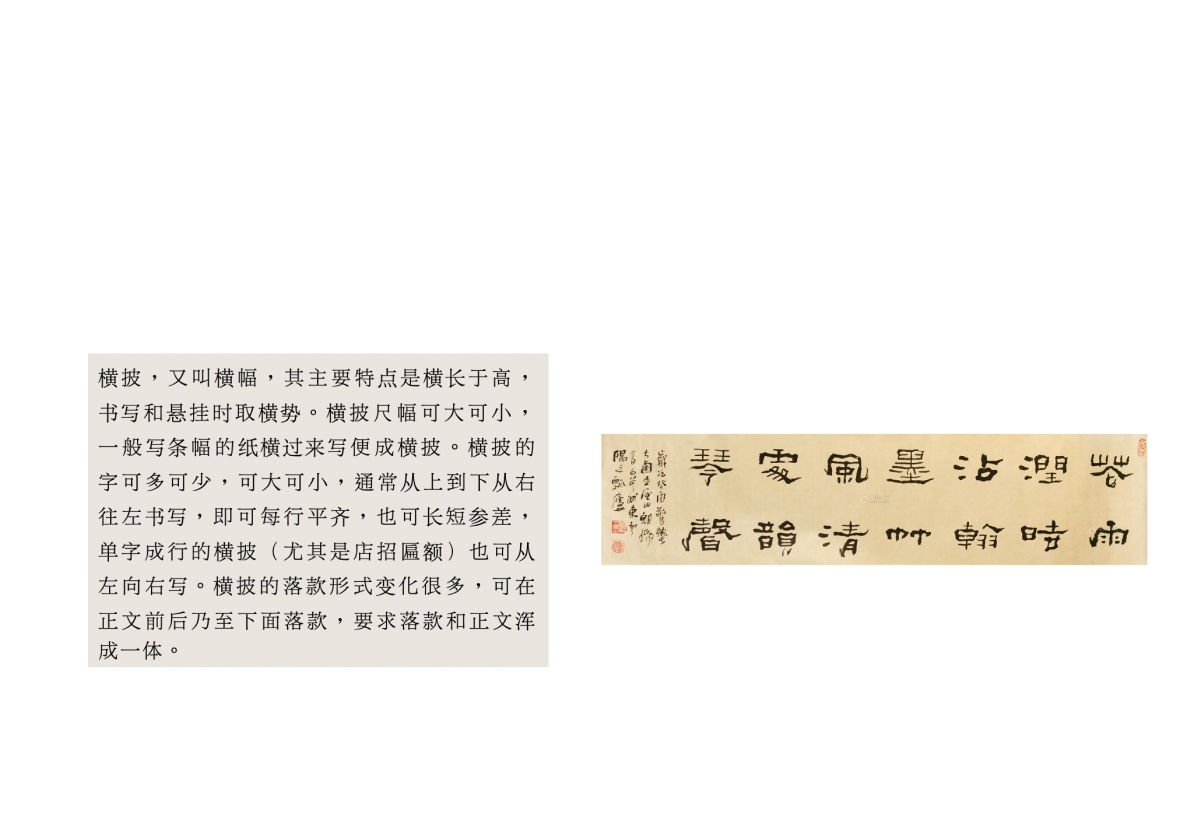 横披，又叫横幅，其主要特点是横长于高，
书写和悬挂时取横势。横披尺幅可大可小，
一般写条幅的纸横过来写便成横披。横披的
字可多可少，可大可小，通常从上到下从右
往左书写，即可每行平齐，也可长短参差，
单字成行的横披（尤其是店招匾额）也可从
左向右写。横披的落款形式变化很多，可在
正文前后乃至下面落款，要求落款和正文浑
成一体。
花雨
潤時
沾翰
墨艸
風清
處韻
琴聲